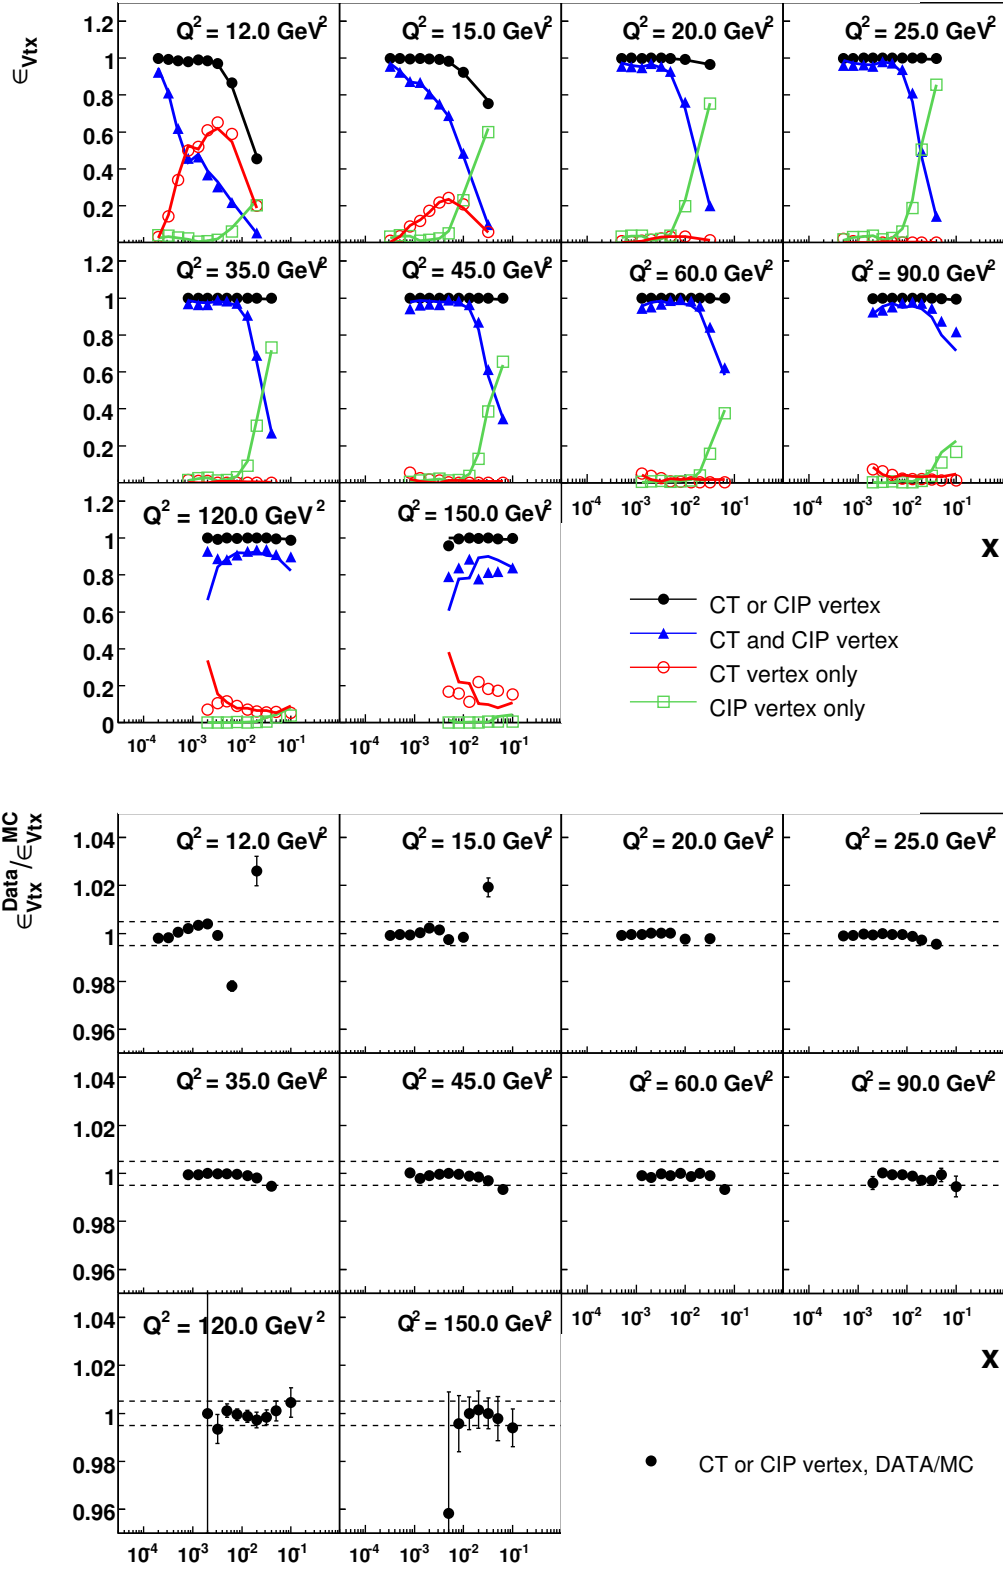 ϵVtx
1.2
1
0.8
0.6
0.4
0.2
Q² = 12.0 GeV²
Q² = 15.0 GeV²
Q² = 20.0 GeV²
Q² = 25.0 GeV²
1.2
1
0.8
0.6
0.4
0.2
Q² = 35.0 GeV²
Q² = 45.0 GeV²
Q² = 60.0 GeV²
Q² = 90.0 GeV²
10⁻⁴ 10⁻³ 10⁻² 10⁻¹
10⁻⁴ 10⁻³ 10⁻² 10⁻¹
1.2
1
0.8
0.6
0.4
0.2
0
Q² = 120.0 GeV²
Q² = 150.0 GeV²
x
CT or CIP vertex
CT and CIP vertex
CT vertex only
CIP vertex only
10⁻⁴ 10⁻³ 10⁻² 10⁻¹
10⁻⁴ 10⁻³ 10⁻² 10⁻¹
ϵVtx^Data/ϵVtx^MC
1.04
1.02
1
0.98
0.96
Q² = 12.0 GeV²
Q² = 15.0 GeV²
Q² = 20.0 GeV²
Q² = 25.0 GeV²
1.04
1.02
1
0.98
0.96
Q² = 35.0 GeV²
Q² = 45.0 GeV²
Q² = 60.0 GeV²
Q² = 90.0 GeV²
10⁻⁴ 10⁻³ 10⁻² 10⁻¹
10⁻⁴ 10⁻³ 10⁻² 10⁻¹
1.04
1.02
1
0.98
0.96
Q² = 120.0 GeV²
Q² = 150.0 GeV²
x
CT or CIP vertex, DATA/MC
10⁻⁴ 10⁻³ 10⁻² 10⁻¹
10⁻⁴ 10⁻³ 10⁻² 10⁻¹